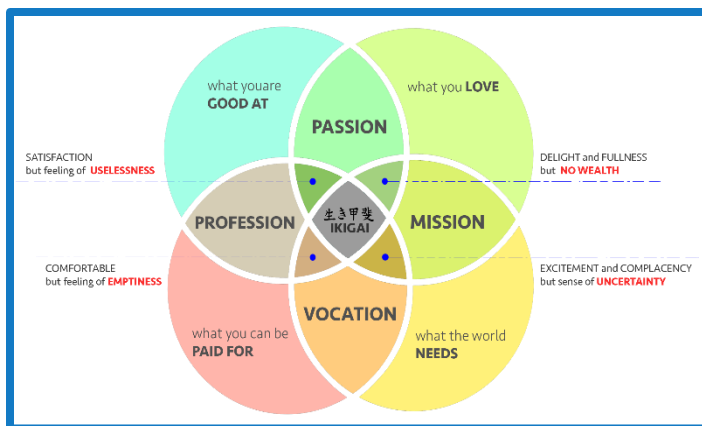 what youare
GOOD AT
what you LOVE
PASSION
SATISFACTION
but feeling of USELESSNESS
DELIGHT and FULLNESS
but NO WEALTH
PROFESSION
生き甲斐
IKIGAI
MISSION
COMFORTABLE
but feeling of EMPTINESS
EXCITEMENT and COMPLACENCY
but sense of UNCERTAINTY
VOCATION
what you can be
PAID FOR
what the world
NEEDS